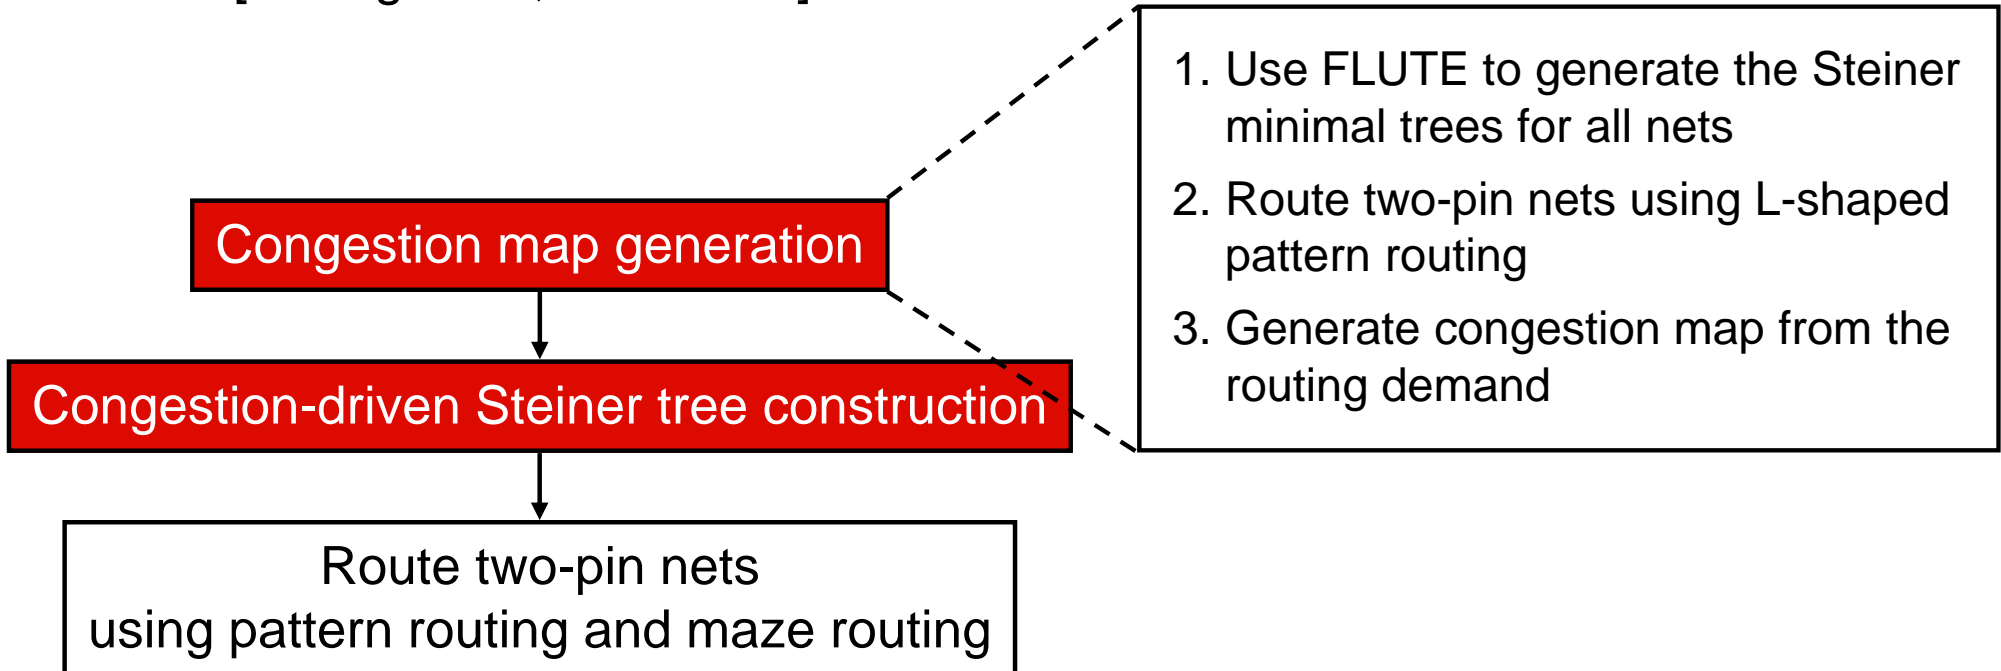 Congestion map generation
Congestion-driven Steiner tree construction
Route two-pin nets
using pattern routing and maze routing
1. Use FLUTE to generate the Steiner
minimal trees for all nets
2. Route two-pin nets using L-shaped
pattern routing
3. Generate congestion map from the
routing demand